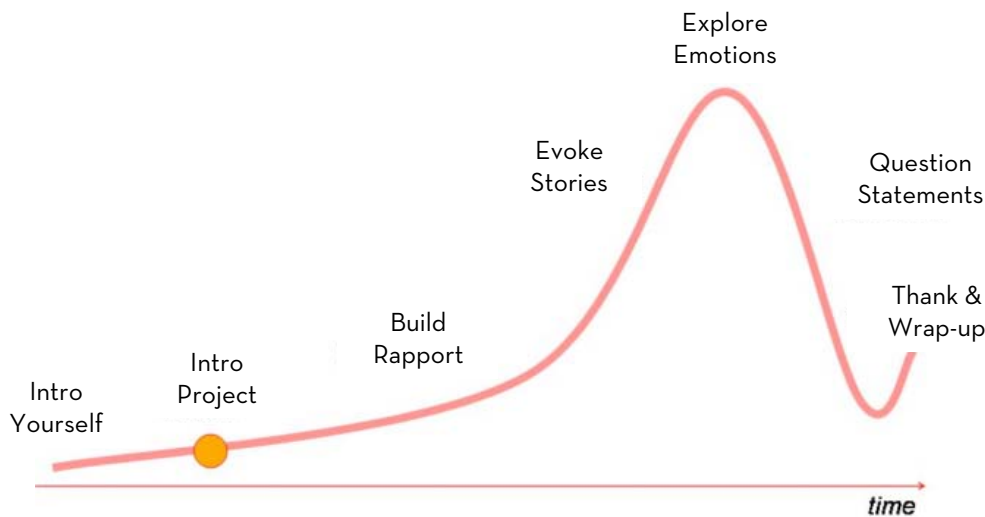 Intro
Yourself
Intro
Project
Build
Rapport
Evoke
Stories
Explore
Emotions
Question
Statements
Thank &
Wrap-up
time